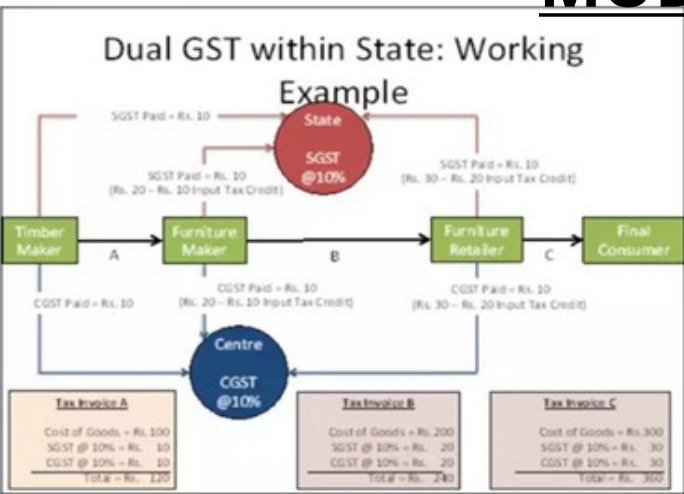 Dual GST within State: Working
Example
SGST Paid = Rs. 10
State
SGST
@10%
SGST Paid = Rs. 10
(Rs. 20 – Rs. 10 Input Tax Credit)
SGST Paid = Rs. 10
(Rs. 30 – Rs. 20 Input Tax Credit)
Timber
Maker
A
Furniture
Maker
B
Furniture
Retailer
C
Final
Consumer
CGST Paid = Rs. 10
CGST Paid = Rs. 10
(Rs. 20 – Rs. 10 Input Tax Credit)
CGST Paid = Rs. 10
(Rs. 30 – Rs. 20 Input Tax Credit)
Centre
CGST
@10%
Tax Invoice A
Cost of Goods = Rs. 100
SGST @ 10% = Rs. 10
CGST @ 10% = Rs. 10
Total = Rs. 120
Tax Invoice B
Cost of Goods = Rs. 200
SGST @ 10% = Rs. 20
CGST @ 10% = Rs. 20
Total = Rs. 240
Tax Invoice C
Cost of Goods = Rs. 300
SGST @ 10% = Rs. 30
CGST @ 10% = Rs. 30
Total = Rs. 360